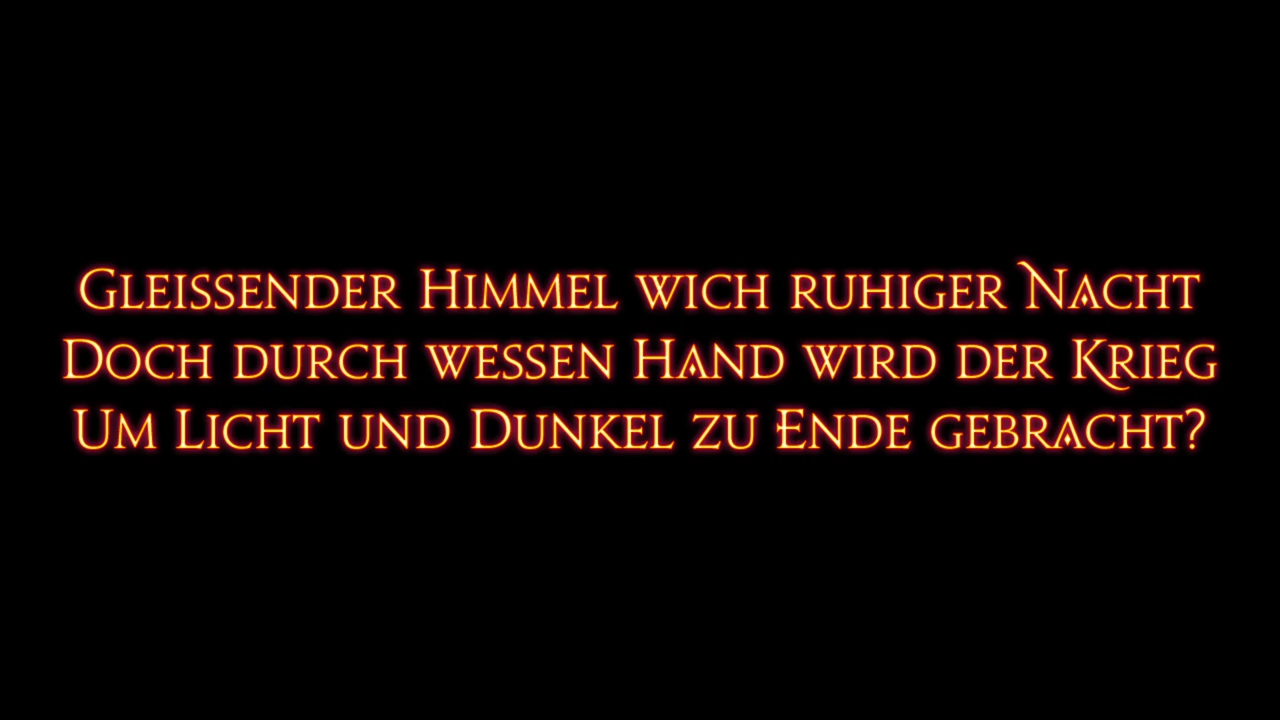 Gleissender Himmel wich ruhiger Nacht
Doch durch wessen Hand wird der Krieg
Um Licht und Dunkel zu Ende gebracht?